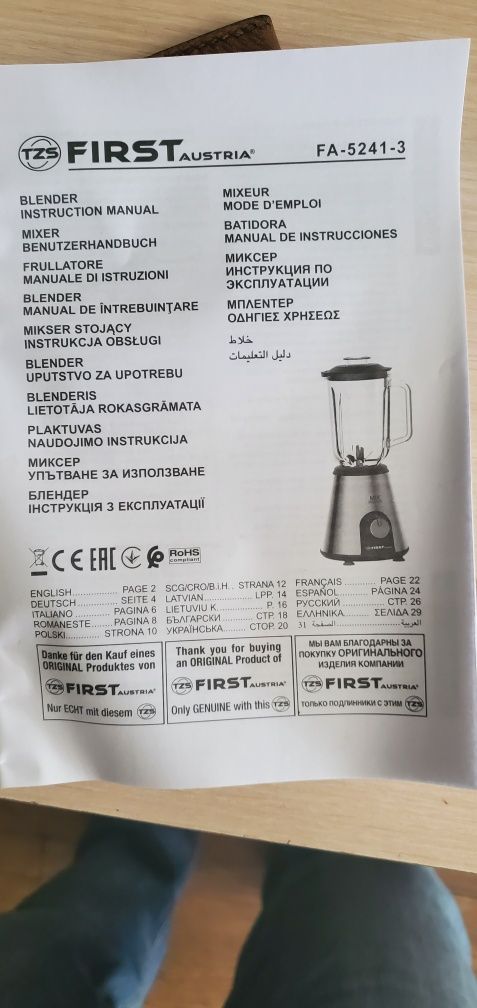 TZS FIRST AUSTRIA® FA-5241-3
BLENDER
INSTRUCTION MANUAL
MIXER
BENUTZERHANDBUCH
FRULLATORE
MANUALE DI ISTRUZIONI
BLENDER
MANUAL DE ÎNTREBUINŢARE
MIKSER STOJĄCY
INSTRUKCJA OBSŁUGI
BLENDER
UPUTSTVO ZA UPOTREBU
BLENDERIS
LIETOTĀJA ROKASGRĀMATA
PLAKTUVAS
NAUDOJIMO INSTRUKCIJA
МИКСЕР
УПЪТВАНЕ ЗА ИЗПОЛЗВАНЕ
БЛЕНДЕР
ІНСТРУКЦІЯ З ЕКСПЛУАТАЦІЇ
MIXEUR
MODE D'EMPLOI
BATIDORA
MANUAL DE INSTRUCCIONES
МИКСЕР
ИНСТРУКЦИЯ ПО
ЭКСПЛУАТАЦИИ
ΜΠΛΕΝΤΕΡ
ΟΔΗΓΙΕΣ ΧΡΗΣΕΩΣ
خلاط
دليل التعليمات
FIRST
CE EAC RoHS
compliant
ENGLISH PAGE 2
DEUTSCH SEITE 4
ITALIANO PAGINA 6
ROMANESTE PAGINA 8
POLSKI STRONA 10
SCG/CRO/B.i.H. STRANA 12
LATVIAN LPP. 14
LIETUVIU K. P. 16
БЪЛГАРСКИ СТР. 18
УКРАЇНСЬКА СТОР. 20
FRANÇAIS PAGE 22
ESPAÑOL PÁGINA 24
РУССКИЙ СТР. 26
ΕΛΛΗΝΙΚΑ ΣΕΛΙΔΑ 29
العربية الصفحة 31
Danke für den Kauf eines
ORIGINAL Produktes von
TZS FIRST AUSTRIA®
Nur ECHT mit diesem TZS
Thank you for buying
an ORIGINAL Product of
TZS FIRST AUSTRIA®
Only GENUINE with this TZS
МЫ ВАМ БЛАГОДАРНЫ ЗА
ПОКУПКУ ОРИГИНАЛЬНОГО
ИЗДЕЛИЯ КОМПАНИИ
TZS FIRST AUSTRIA®
ТОЛЬКО ПОДЛИННИКИ С ЭТИМ TZS